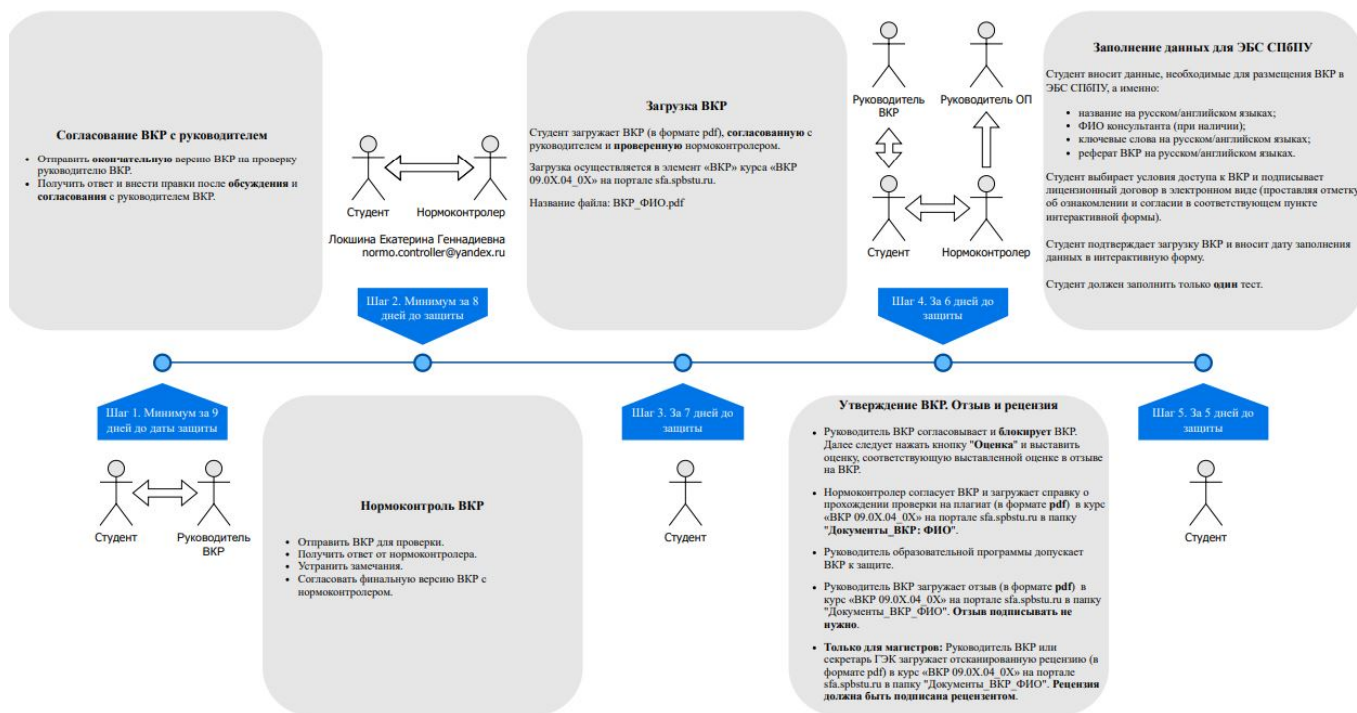 Согласование ВКР с руководителем
• Отправить окончательную версию ВКР на проверку
руководителю ВКР.
• Получить ответ и внести правки после обсуждения и
согласования с руководителем ВКР.
Студент
Нормоконтролер
Локшина Екатерина Геннадиевна
normo.controller@yandex.ru
Шаг 2. Минимум за 8
дней до защиты
Загрузка ВКР
Студент загружает ВКР (в формате pdf), согласованную с
руководителем и проверенную нормоконтролером.
Загрузка осуществляется в элемент «ВКР» курса «ВКР
09.0X.04_0X» на портале sfa.spbstu.ru.
Название файла: ВКР_ФИО.pdf
Руководитель
ВКР
Руководитель ОП
Студент
Нормоконтролер
Шаг 4. За 6 дней до
защиты
Заполнение данных для ЭБС СПбПУ
Студент вносит данные, необходимые для размещения ВКР в
ЭБС СПбПУ, а именно:
• название на русском/английском языках;
• ФИО консультанта (при наличии);
• ключевые слова на русском/английском языках;
• реферат ВКР на русском/английском языках.
Студент выбирает условия доступа к ВКР и подписывает
лицензионный договор в электронном виде (проставляя отметку
об ознакомлении и согласии в соответствующем пункте
интерактивной формы).
Студент подтверждает загрузку ВКР и вносит дату заполнения
данных в интерактивную форму.
Студент должен заполнить только один тест.
Шаг 1. Минимум за 9
дней до даты защиты
Студент
Руководитель
ВКР
Нормоконтроль ВКР
• Отправить ВКР для проверки.
• Получить ответ от нормоконтролера.
• Устранить замечания.
• Согласовать финальную версию ВКР с
нормоконтролером.
Шаг 3. За 7 дней до
защиты
Студент
Утверждение ВКР. Отзыв и рецензия
• Руководитель ВКР согласовывает и блокирует ВКР.
Далее следует нажать кнопку "Оценка" и выставить
оценку, соответствующую выставленной оценке в отзыве
на ВКР.
• Нормоконтролер согласует ВКР и загружает справку о
прохождении проверки на плагиат (в формате pdf) в курс
«ВКР 09.0X.04_0X» на портале sfa.spbstu.ru в папку
"Документы_ВКР: ФИО".
• Руководитель образовательной программы допускает
ВКР к защите.
• Руководитель ВКР загружает отзыв (в формате pdf) в
курс «ВКР 09.0X.04_0X» на портале sfa.spbstu.ru в папку
"Документы_ВКР_ФИО". Отзыв подписывать не
нужно.
• Только для магистров: Руководитель ВКР или
секретарь ГЭК загружает отсканированную рецензию (в
формате pdf) в курс «ВКР 09.0X.04_0X» на портале
sfa.spbstu.ru в папку "Документы_ВКР_ФИО". Рецензия
должна быть подписана рецензентом.
Шаг 5. За 5 дней до
защиты
Студент